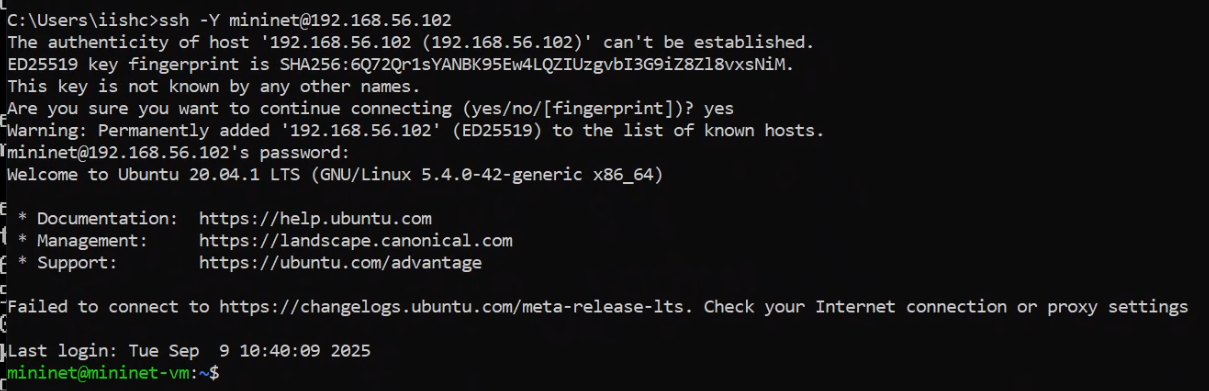 C:\Users\iishc>ssh -Y mininet@192.168.56.102
The authenticity of host '192.168.56.102 (192.168.56.102)' can't be established.
ED25519 key fingerprint is SHA256:6Q72Qr1sYANBK95Ew4LQZIUzgvbI3G9iZ8Zl8vxsNiM.
This key is not known by any other names.
Are you sure you want to continue connecting (yes/no/[fingerprint])? yes
Warning: Permanently added '192.168.56.102' (ED25519) to the list of known hosts.
mininet@192.168.56.102's password:
Welcome to Ubuntu 20.04.1 LTS (GNU/Linux 5.4.0-42-generic x86_64)
* Documentation:  https://help.ubuntu.com
* Management:     https://landscape.canonical.com
* Support:        https://ubuntu.com/advantage
Failed to connect to https://changelogs.ubuntu.com/meta-release-lts. Check your Internet connection or proxy settings
Last login: Tue Sep  9 10:40:09 2025
mininet@mininet-vm:~$